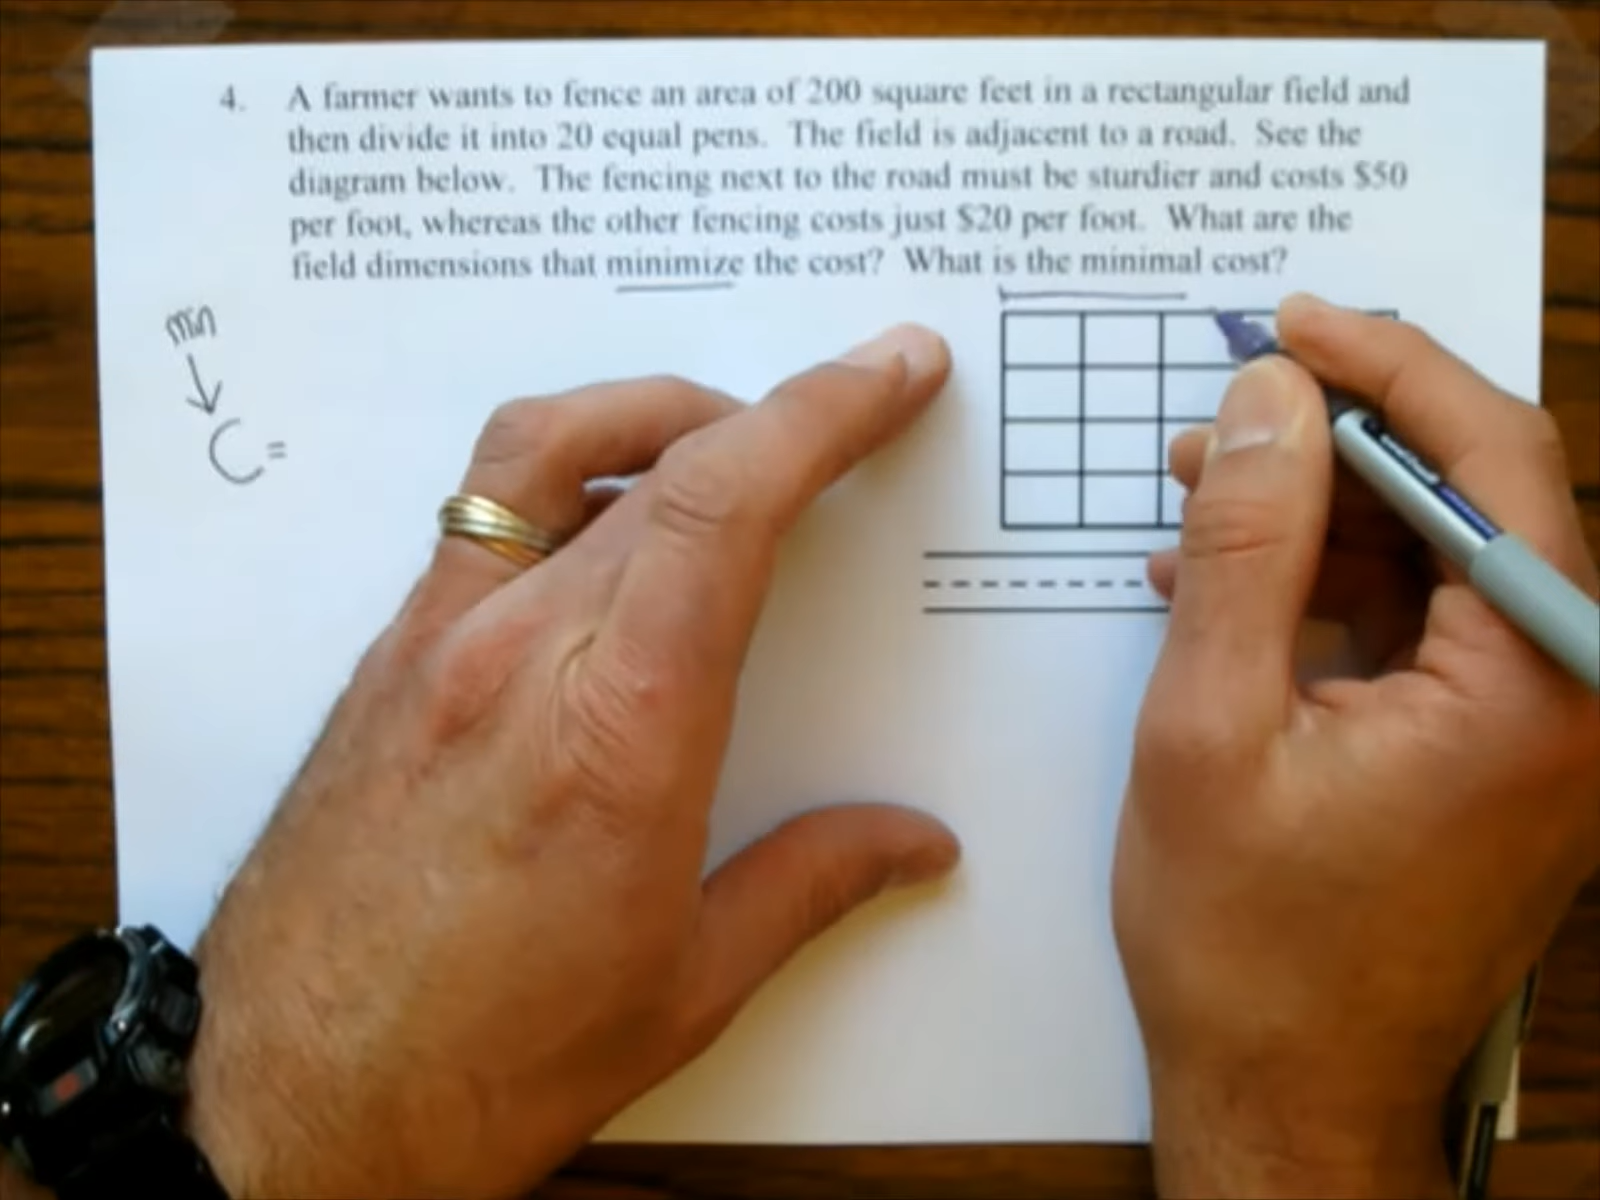 4. A farmer wants to fence an area of 200 square feet in a rectangular field and
then divide it into 20 equal pens. The field is adjacent to a road. See the
diagram below. The fencing next to the road must be sturdier and costs $50
per foot, whereas the other fencing costs just $20 per foot. What are the
field dimensions that minimize the cost? What is the minimal cost?
min
C=